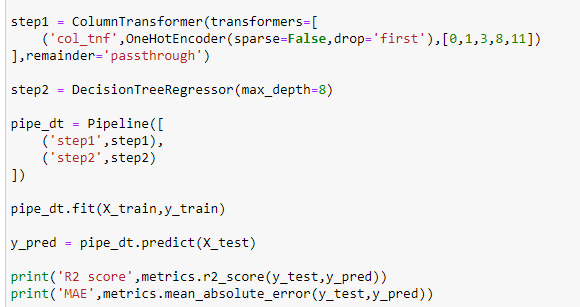 step1 = ColumnTransformer(transformers=[
    ('col_tnf',OneHotEncoder(sparse=False,drop='first'),[0,1,3,8,11])
],remainder='passthrough')

step2 = DecisionTreeRegressor(max_depth=8)

pipe_dt = Pipeline([
    ('step1',step1),
    ('step2',step2)
])

pipe_dt.fit(X_train,y_train)

y_pred = pipe_dt.predict(X_test)

print('R2 score',metrics.r2_score(y_test,y_pred))
print('MAE',metrics.mean_absolute_error(y_test,y_pred))